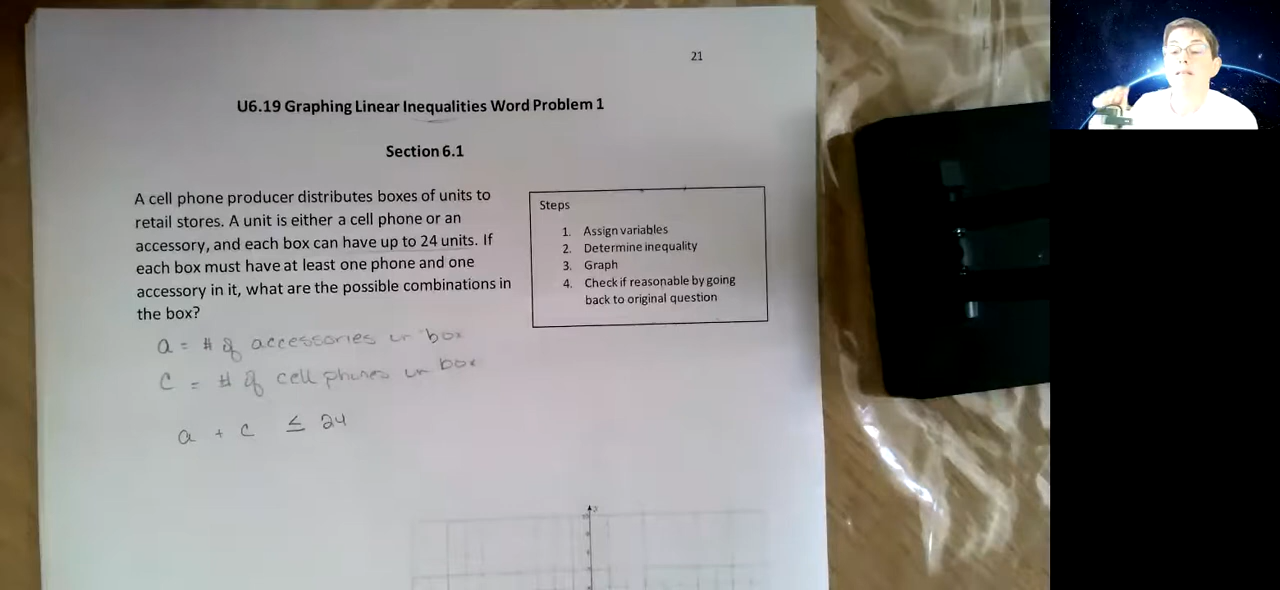 21
U6.19 Graphing Linear Inequalities Word Problem 1
Section 6.1
A cell phone producer distributes boxes of units to
retail stores. A unit is either a cell phone or an
accessory, and each box can have up to 24 units. If
each box must have at least one phone and one
accessory in it, what are the possible combinations in
the box?
Steps
1. Assign variables
2. Determine inequality
3. Graph
4. Check if reasonable by going
back to original question
a = # of accessories in box
c = # of cell phones in box
a + c ≤ 24